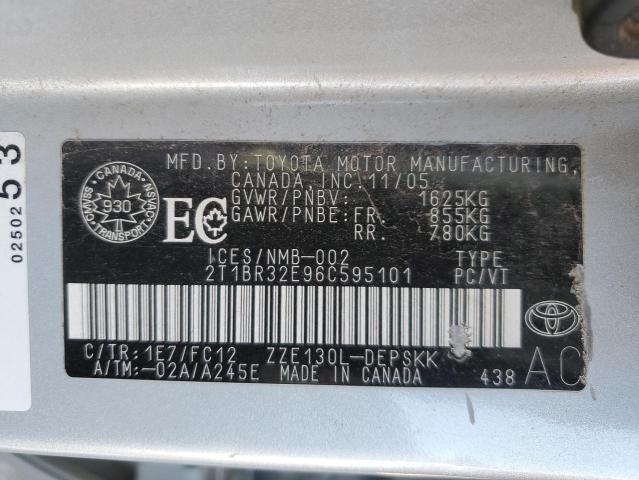 MFD.BY:TOYOTA MOTOR MANUFACTURING
CANADA,INC.11/05
GVWR/PNBV: 1625KG
GAWR/PNBE:FR. 855KG
RR. 780KG
CANADA
SSMVC
NSVAC
930
TRANSPORT
EC
ICES/NMB-002 TYPE
2T1BR32E96C595101 PC/VT
C/TR:1E7/FC12 ZZE130L-DEPSKK
A/TM:-02A/A245E MADE IN CANADA 438
AC
02502
53